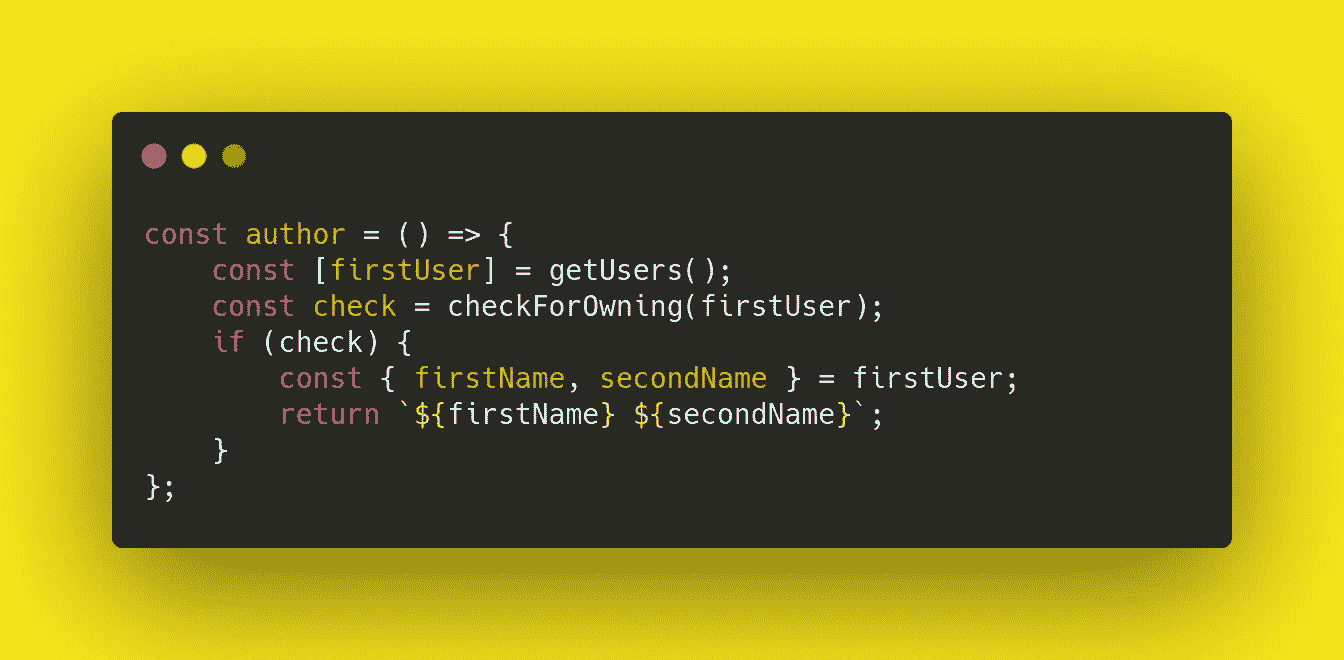 const author = () => {
    const [firstUser] = getUsers();
    const check = checkForOwning(firstUser);
    if (check) {
        const { firstName, secondName } = firstUser;
        return `${firstName} ${secondName}`;
    }
};